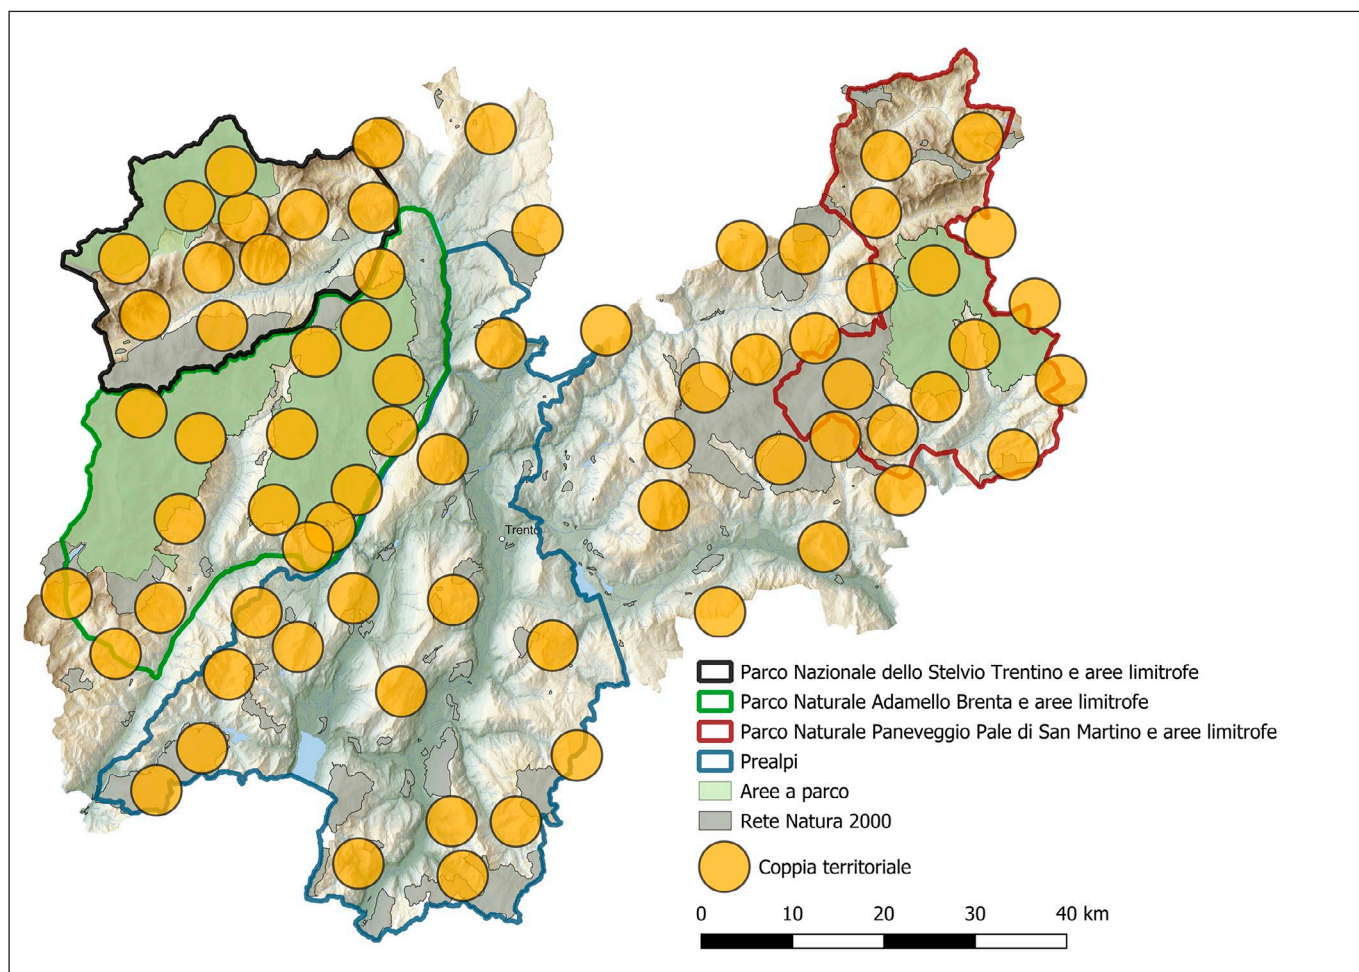 Trento
Parco Nazionale dello Stelvio Trentino e aree limitrofe
Parco Naturale Adamello Brenta e aree limitrofe
Parco Naturale Paneveggio Pale di San Martino e aree limitrofe
Prealpi
Aree a parco
Rete Natura 2000
Coppia territoriale
0 10 20 30 40 km